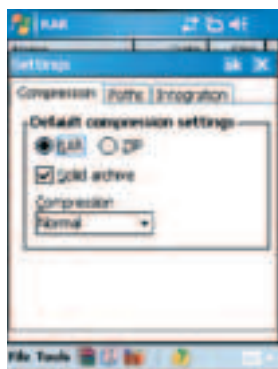 RAR
Settings ok
Compression Paths Integration
Default compression settings
RAR ZIP
Solid archive
Compression
Normal
File Tools